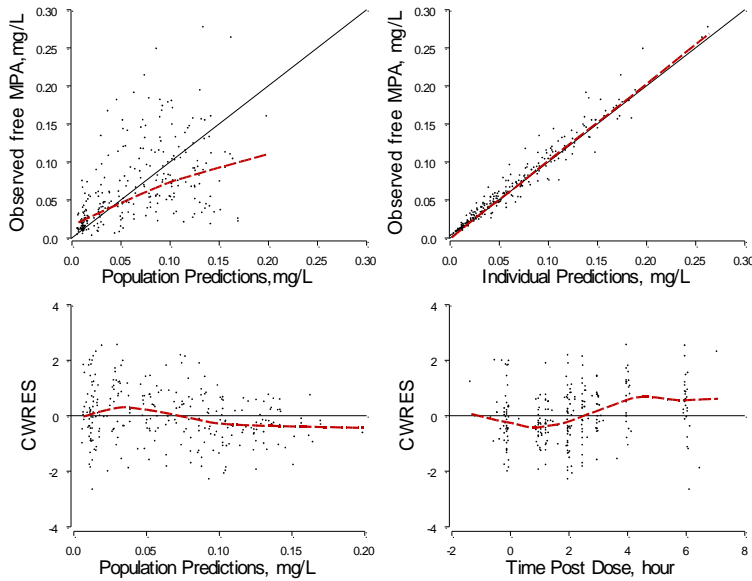 Observed free MPA,mg/L
0.30
0.25
0.20
0.15
0.10
0.05
0.0
0.0 0.05 0.10 0.15 0.20 0.25 0.30
Population Predictions,mg/L
Observed free MPA, mg/L
0.30
0.25
0.20
0.15
0.10
0.05
0.0
0.0 0.05 0.10 0.15 0.20 0.25 0.30
Individual Predictions, mg/L
CWRES
4
2
0
-2
-4
0.0 0.05 0.10 0.15 0.20
Population Predictions, mg/L
CWRES
4
2
0
-2
-4
-2 0 2 4 6 8
Time Post Dose, hour